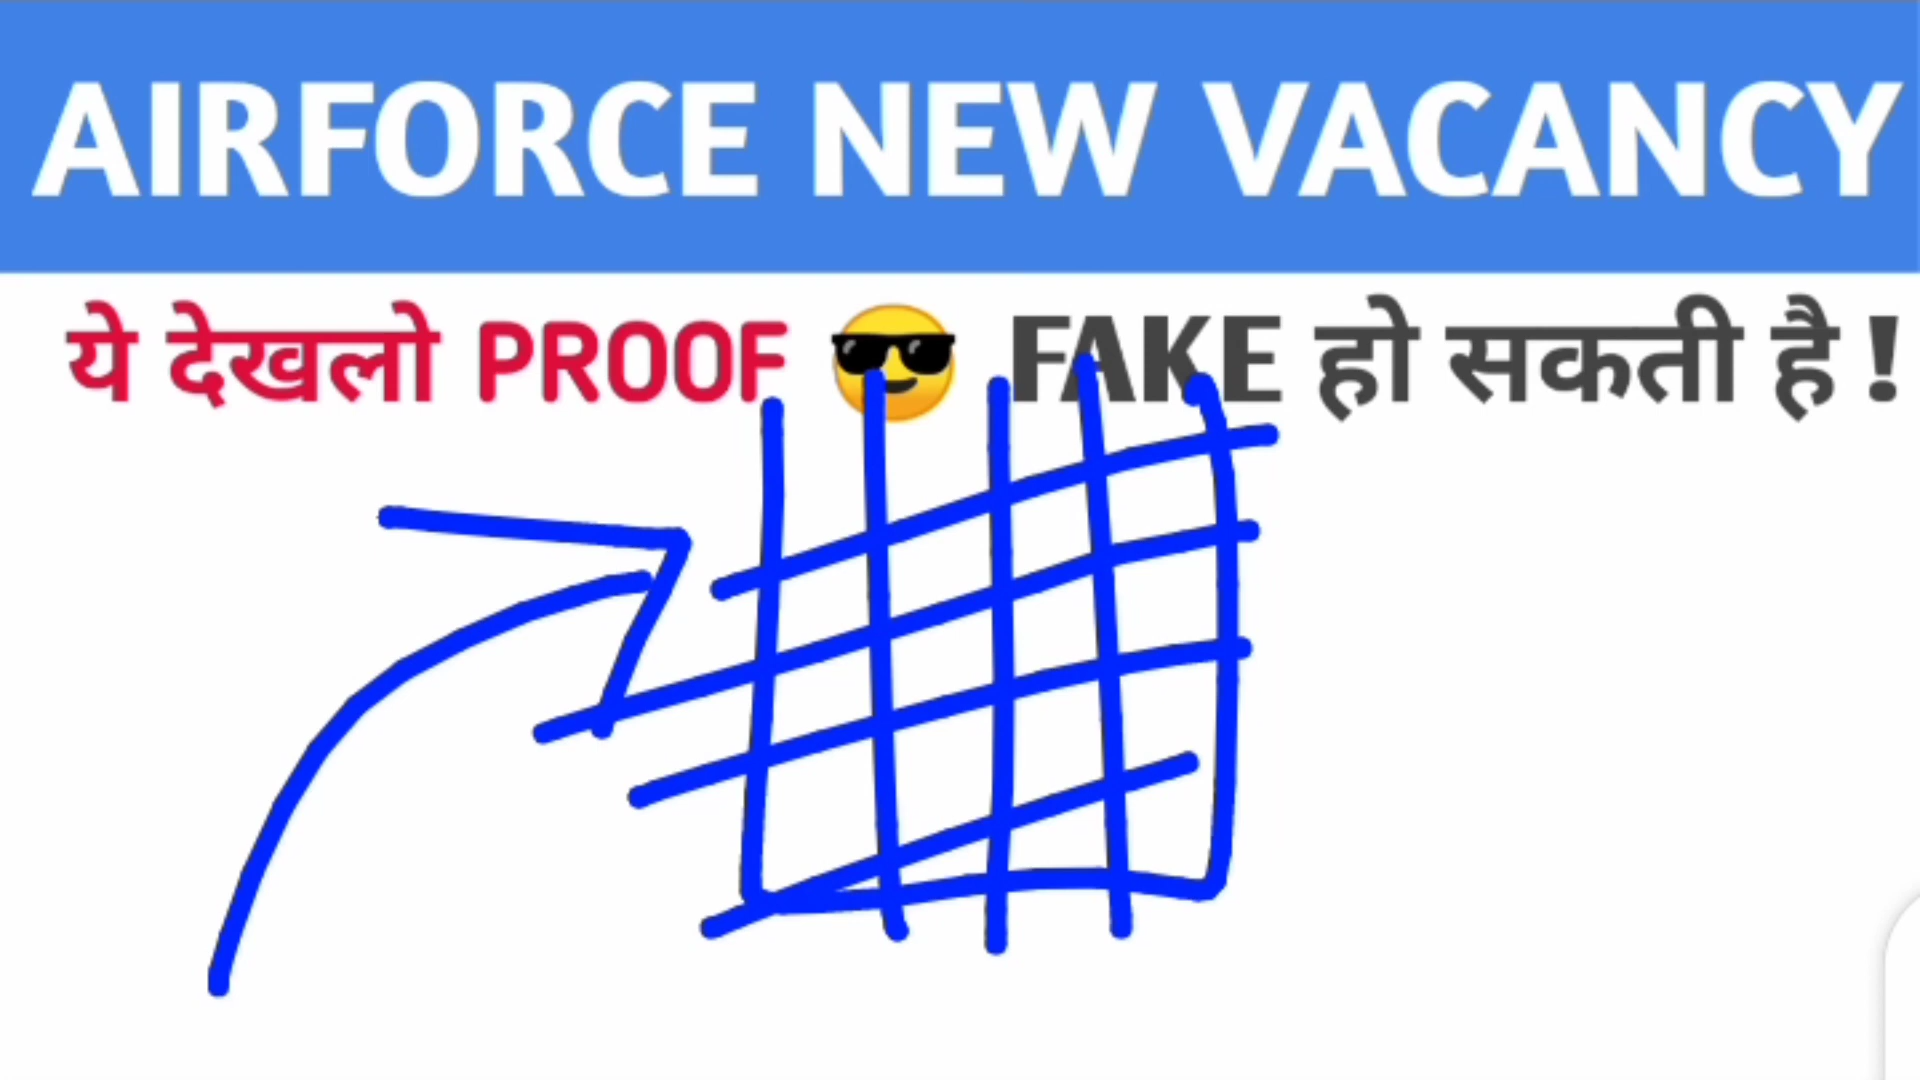 AIRFORCE NEW VACANCY
ये देखलो PROOF 😎 FAKE हो सकती है !